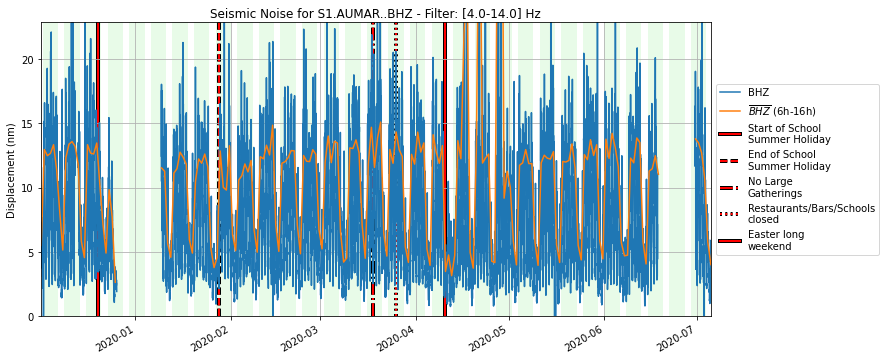 Seismic Noise for S1.AUMAR..BHZ - Filter: [4.0-14.0] Hz
Displacement (nm)
20
15
10
5
0
2020-01
2020-02
2020-03
2020-04
2020-05
2020-06
2020-07
BHZ
BHZ (6h-16h)
Start of School
Summer Holiday
End of School
Summer Holiday
No Large
Gatherings
Restaurants/Bars/Schools
closed
Easter long
weekend